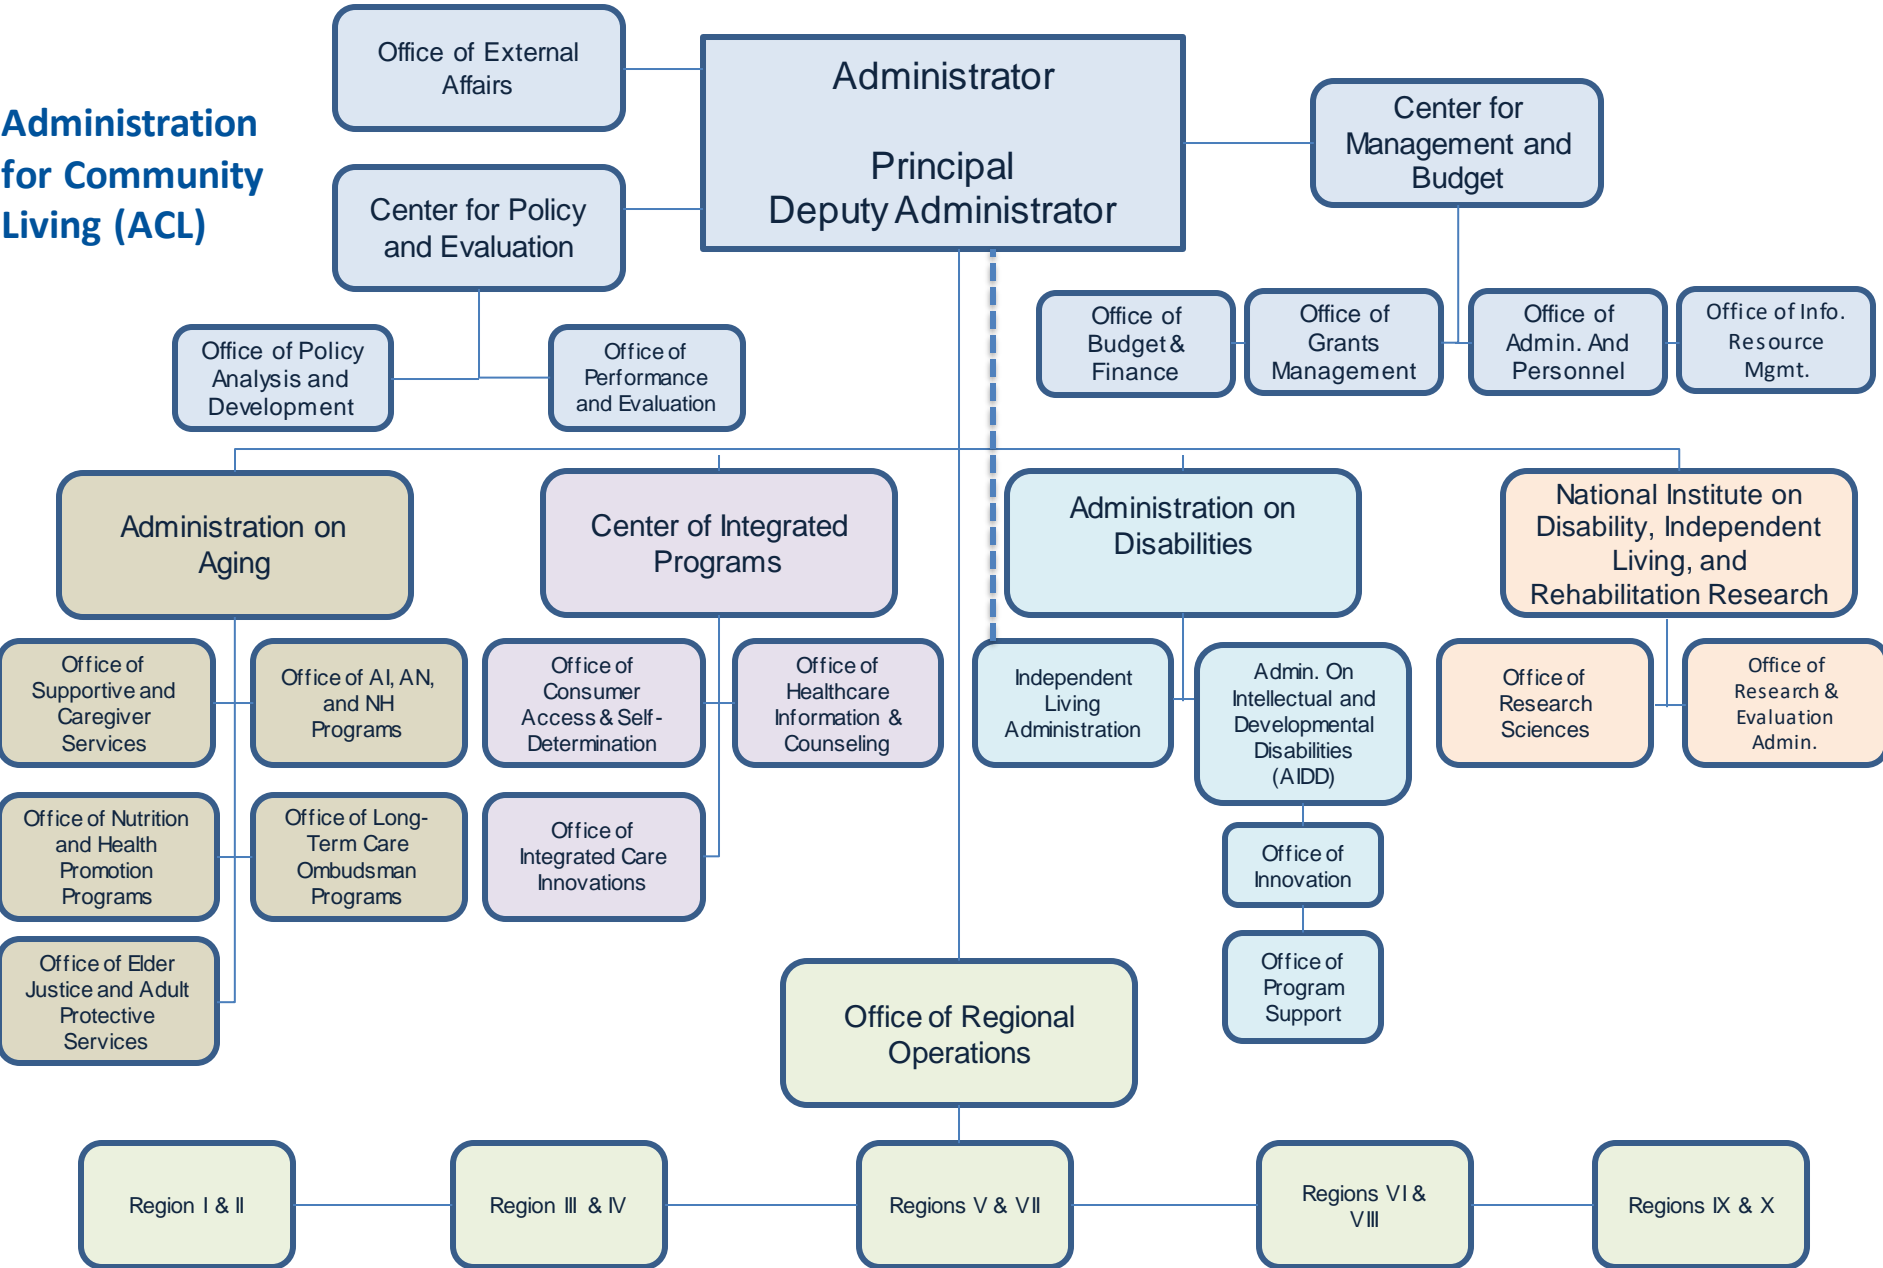 Office of External
Affairs
Administrator
Principal
Deputy Administrator
Center for
Management and
Budget
Administration
for Community
Living (ACL)
Center for Policy
and Evaluation
Office of Policy
Analysis and
Development
Office of
Performance
and Evaluation
Office of
Budget &
Finance
Office of
Grants
Management
Office of
Admin. And
Personnel
Office of Info.
Resource
Mgmt.
Administration on
Aging
Center of Integrated
Programs
Administration on
Disabilities
National Institute on
Disability, Independent
Living, and
Rehabilitation Research
Office of
Supportive and
Caregiver
Services
Office of AI, AN,
and NH
Programs
Office of
Consumer
Access & Self-
Determination
Office of
Healthcare
Information &
Counseling
Independent
Living
Administration
Admin. On
Intellectual and
Developmental
Disabilities
(AIDD)
Office of
Research
Sciences
Office of
Research &
Evaluation
Admin.
Office of Nutrition
and Health
Promotion
Programs
Office of Long-
Term Care
Ombudsman
Programs
Office of
Integrated Care
Innovations
Office of
Innovation
Office of Elder
Justice and Adult
Protective
Services
Office of
Program
Support
Office of Regional
Operations
Region I & II
Region III & IV
Regions V & VII
Regions VI &
VIII
Regions IX & X